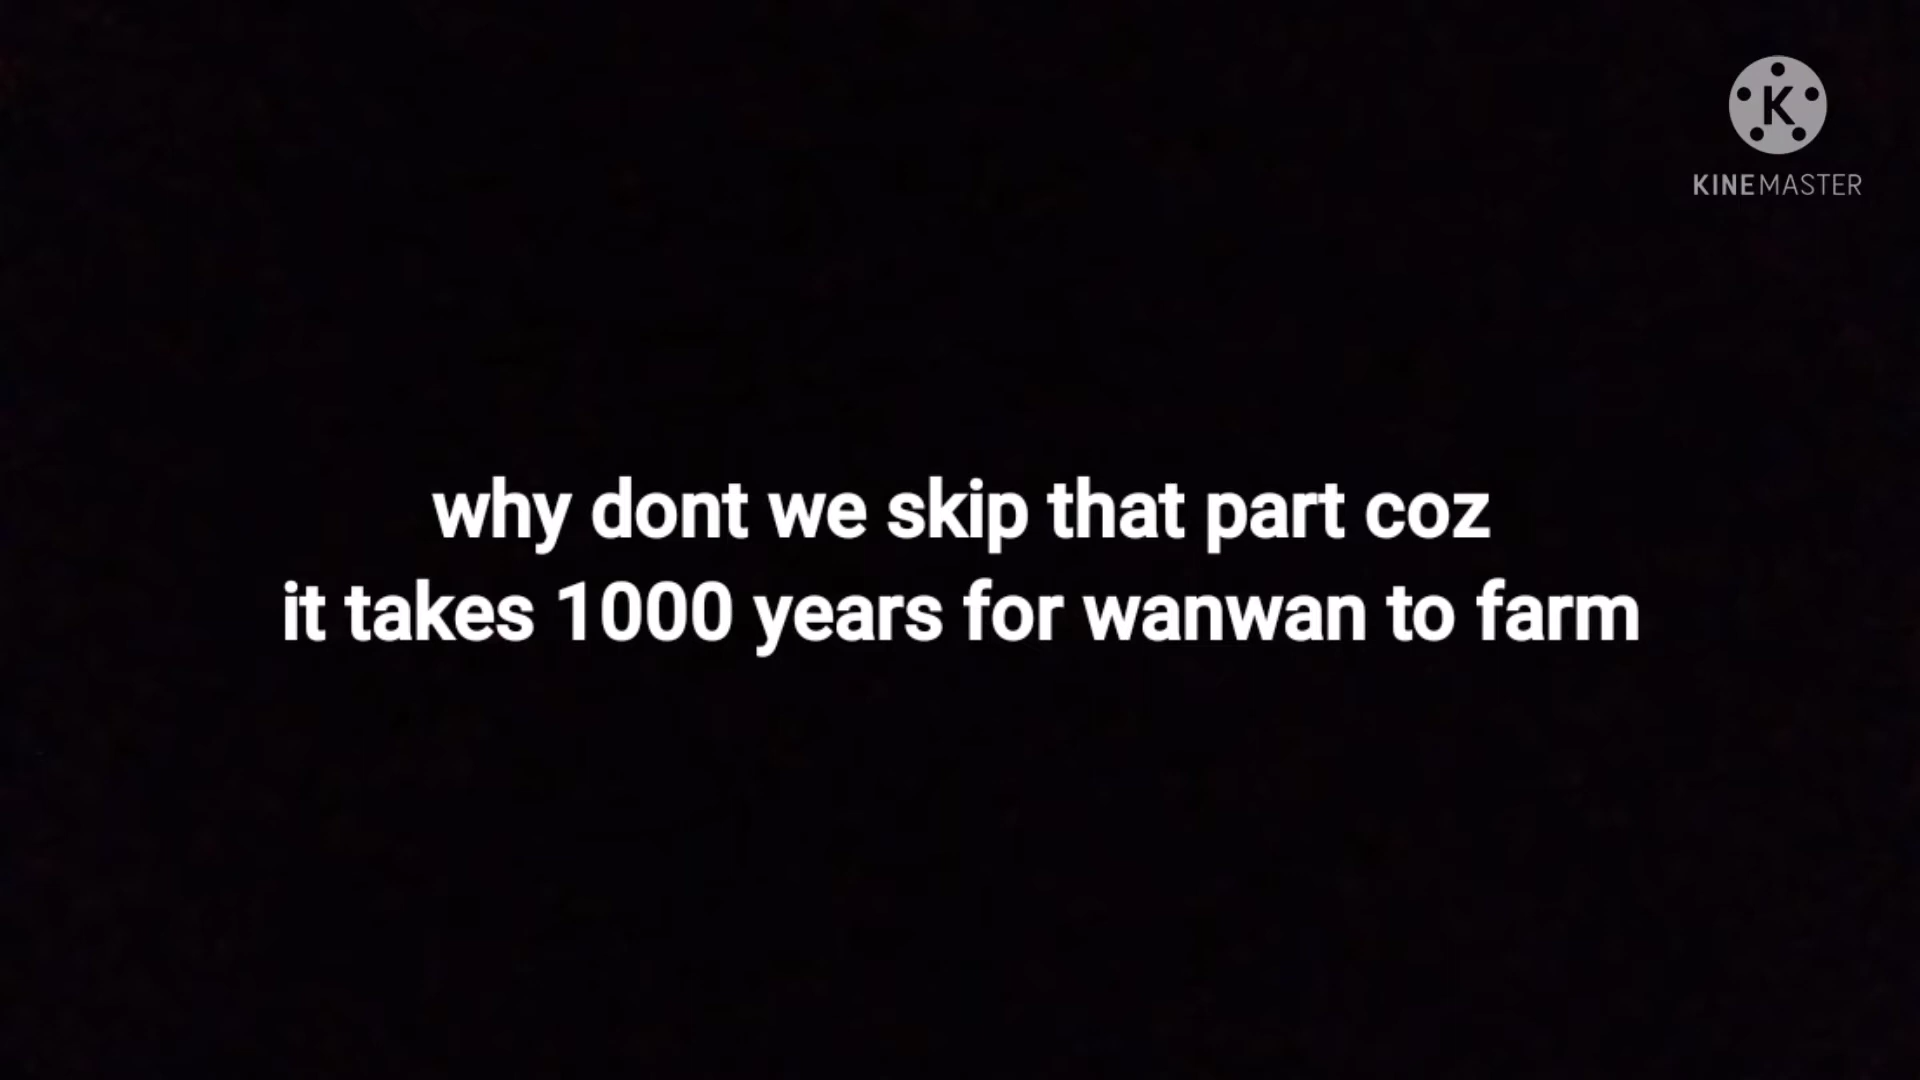 K
KINEMASTER
why dont we skip that part coz
it takes 1000 years for wanwan to farm